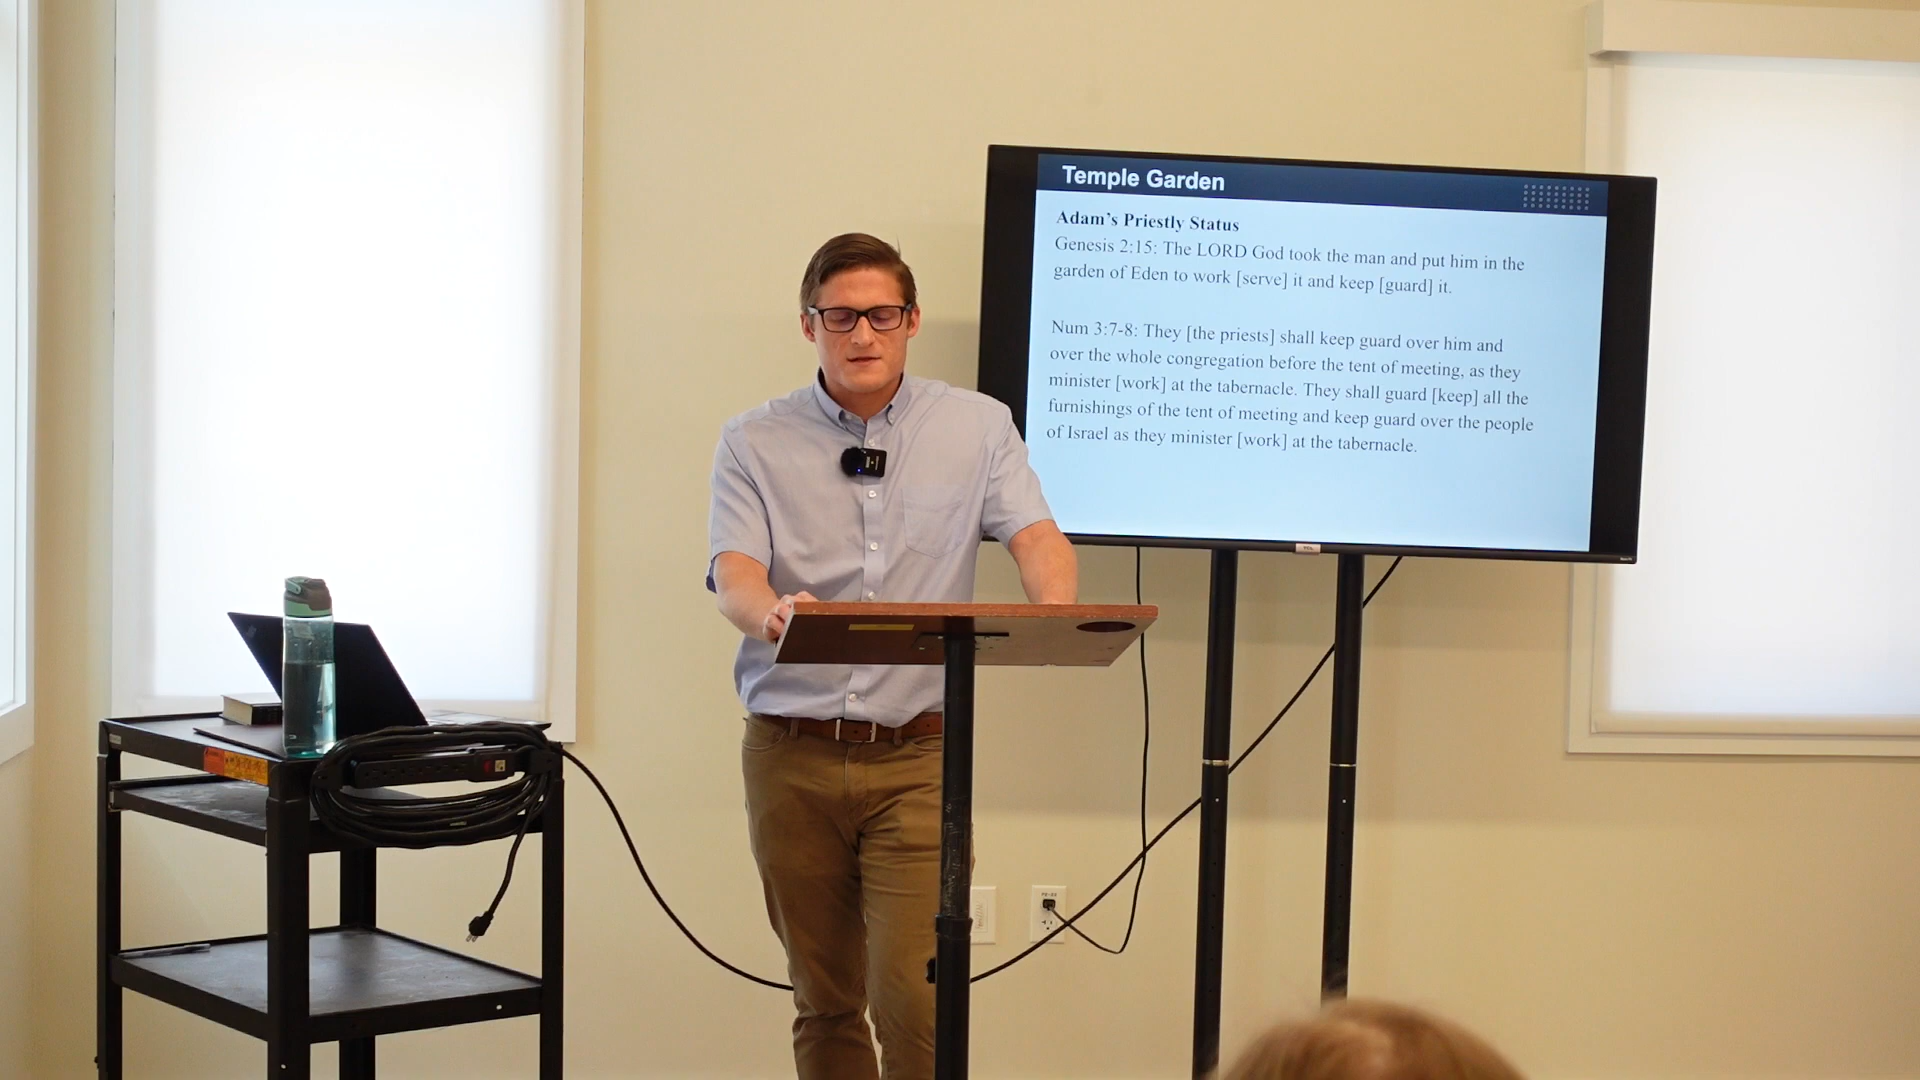 Temple Garden
Adam's Priestly Status
Genesis 2:15: The LORD God took the man and put him in the
garden of Eden to work [serve] it and keep [guard] it.
Num 3:7-8: They [the priests] shall keep guard over him and
over the whole congregation before the tent of meeting, as they
minister [work] at the tabernacle. They shall guard [keep] all the
furnishings of the tent of meeting and keep guard over the people
of Israel as they minister [work] at the tabernacle.
TCL